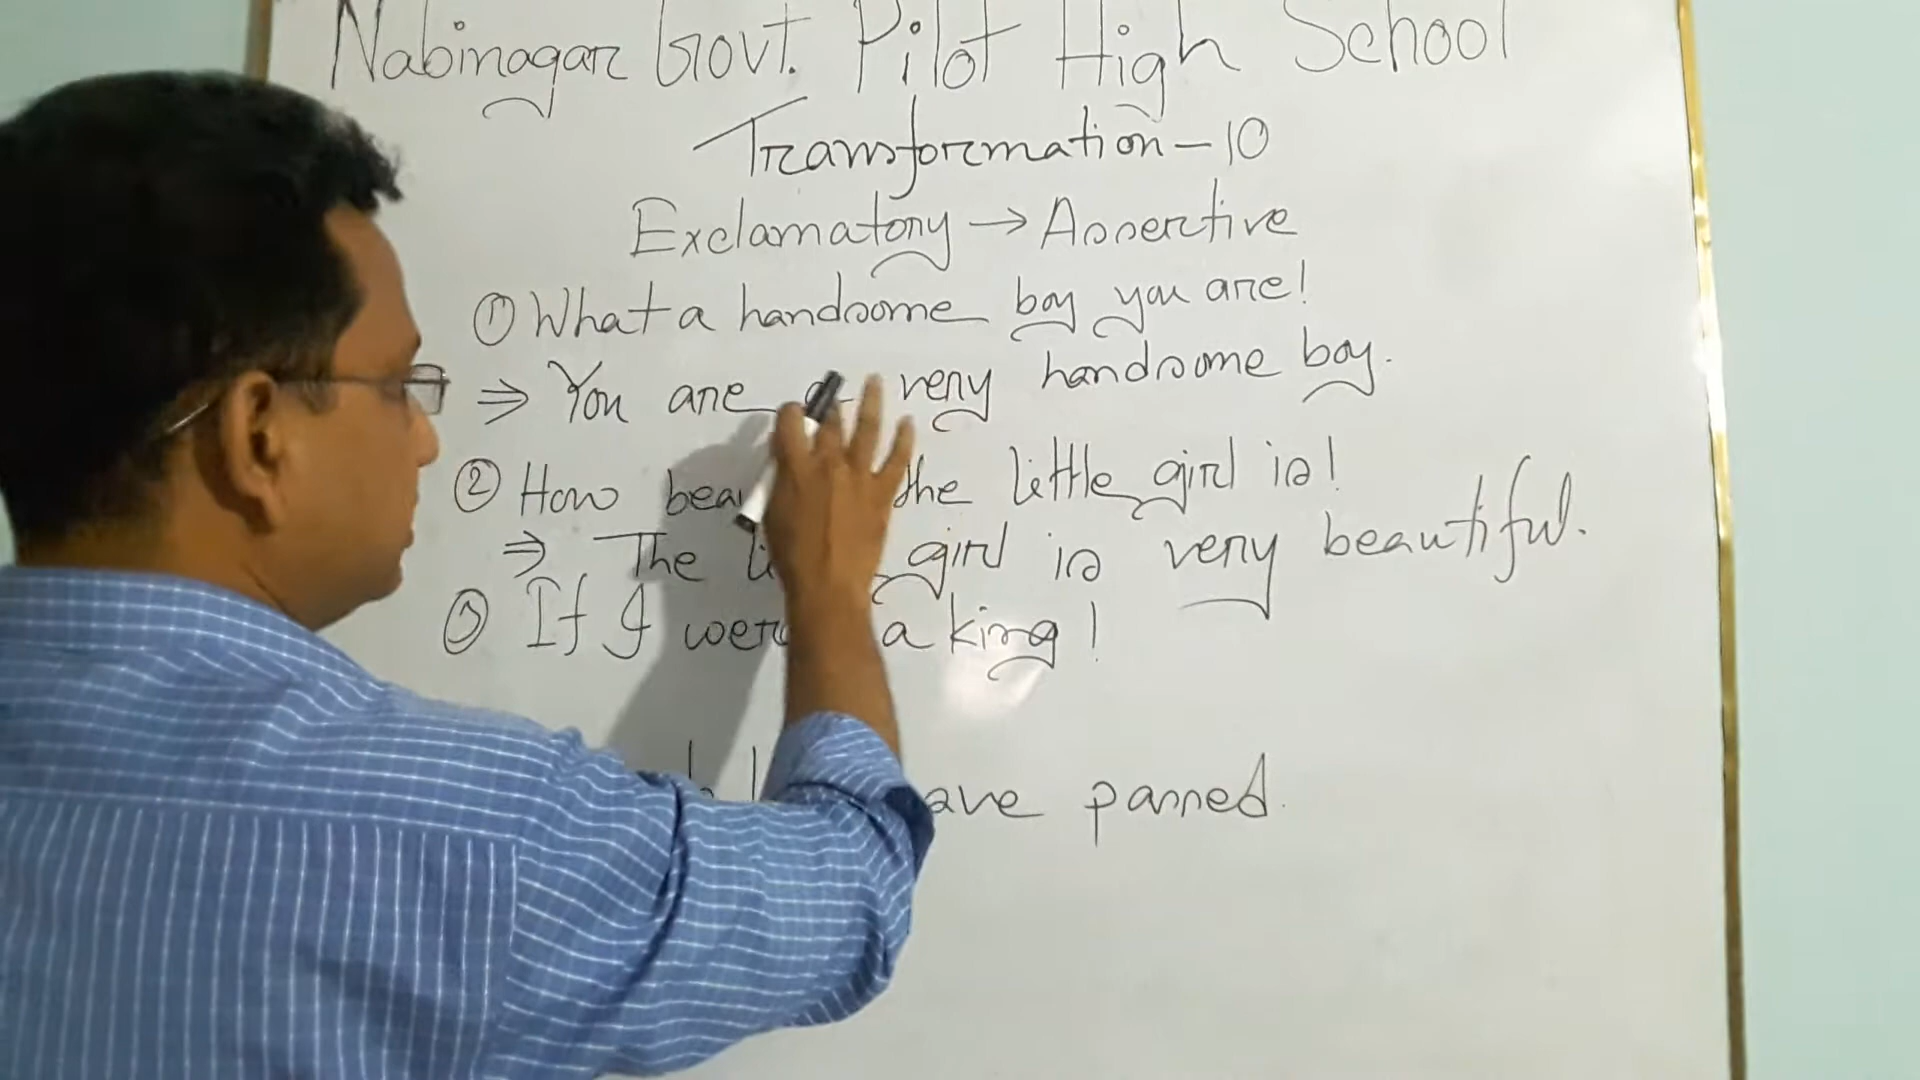 Nabinagar Govt. Pilot High School
Transformation-10
Exclamatory → Assertive
① What a handsome boy you are!
⇒ You are a very handsome boy.
② How the little girl is!
⇒ The girl is very beautiful.
③ If I were a king!
passed.